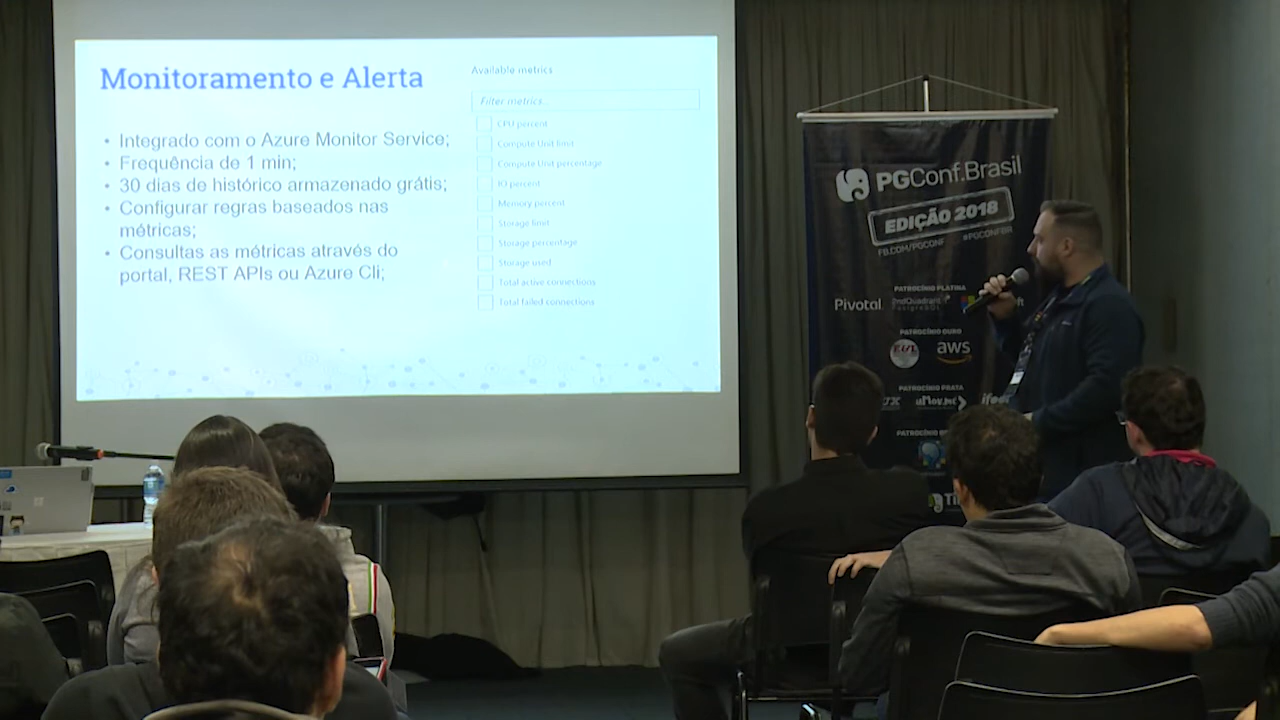 Monitoramento e Alerta
• Integrado com o Azure Monitor Service;
• Frequência de 1 min;
• 30 dias de histórico armazenado grátis;
• Configurar regras baseados nas
métricas;
• Consultas as métricas através do
portal, REST APIs ou Azure Cli;
Available metrics
Filter metrics...
CPU percent
Compute Unit limit
Compute Unit percentage
IO percent
Memory percent
Storage limit
Storage percentage
Storage used
Total active connections
Total failed connections
PGConf.Brasil
EDIÇÃO 2018
FB.COM/PGCONF #PGCONFBR
PATROCÍNIO PLATINA
Pivotal 2ndQuadrant
PostgreSQL
PATROCÍNIO OURO
aws
PATROCÍNIO PRATA